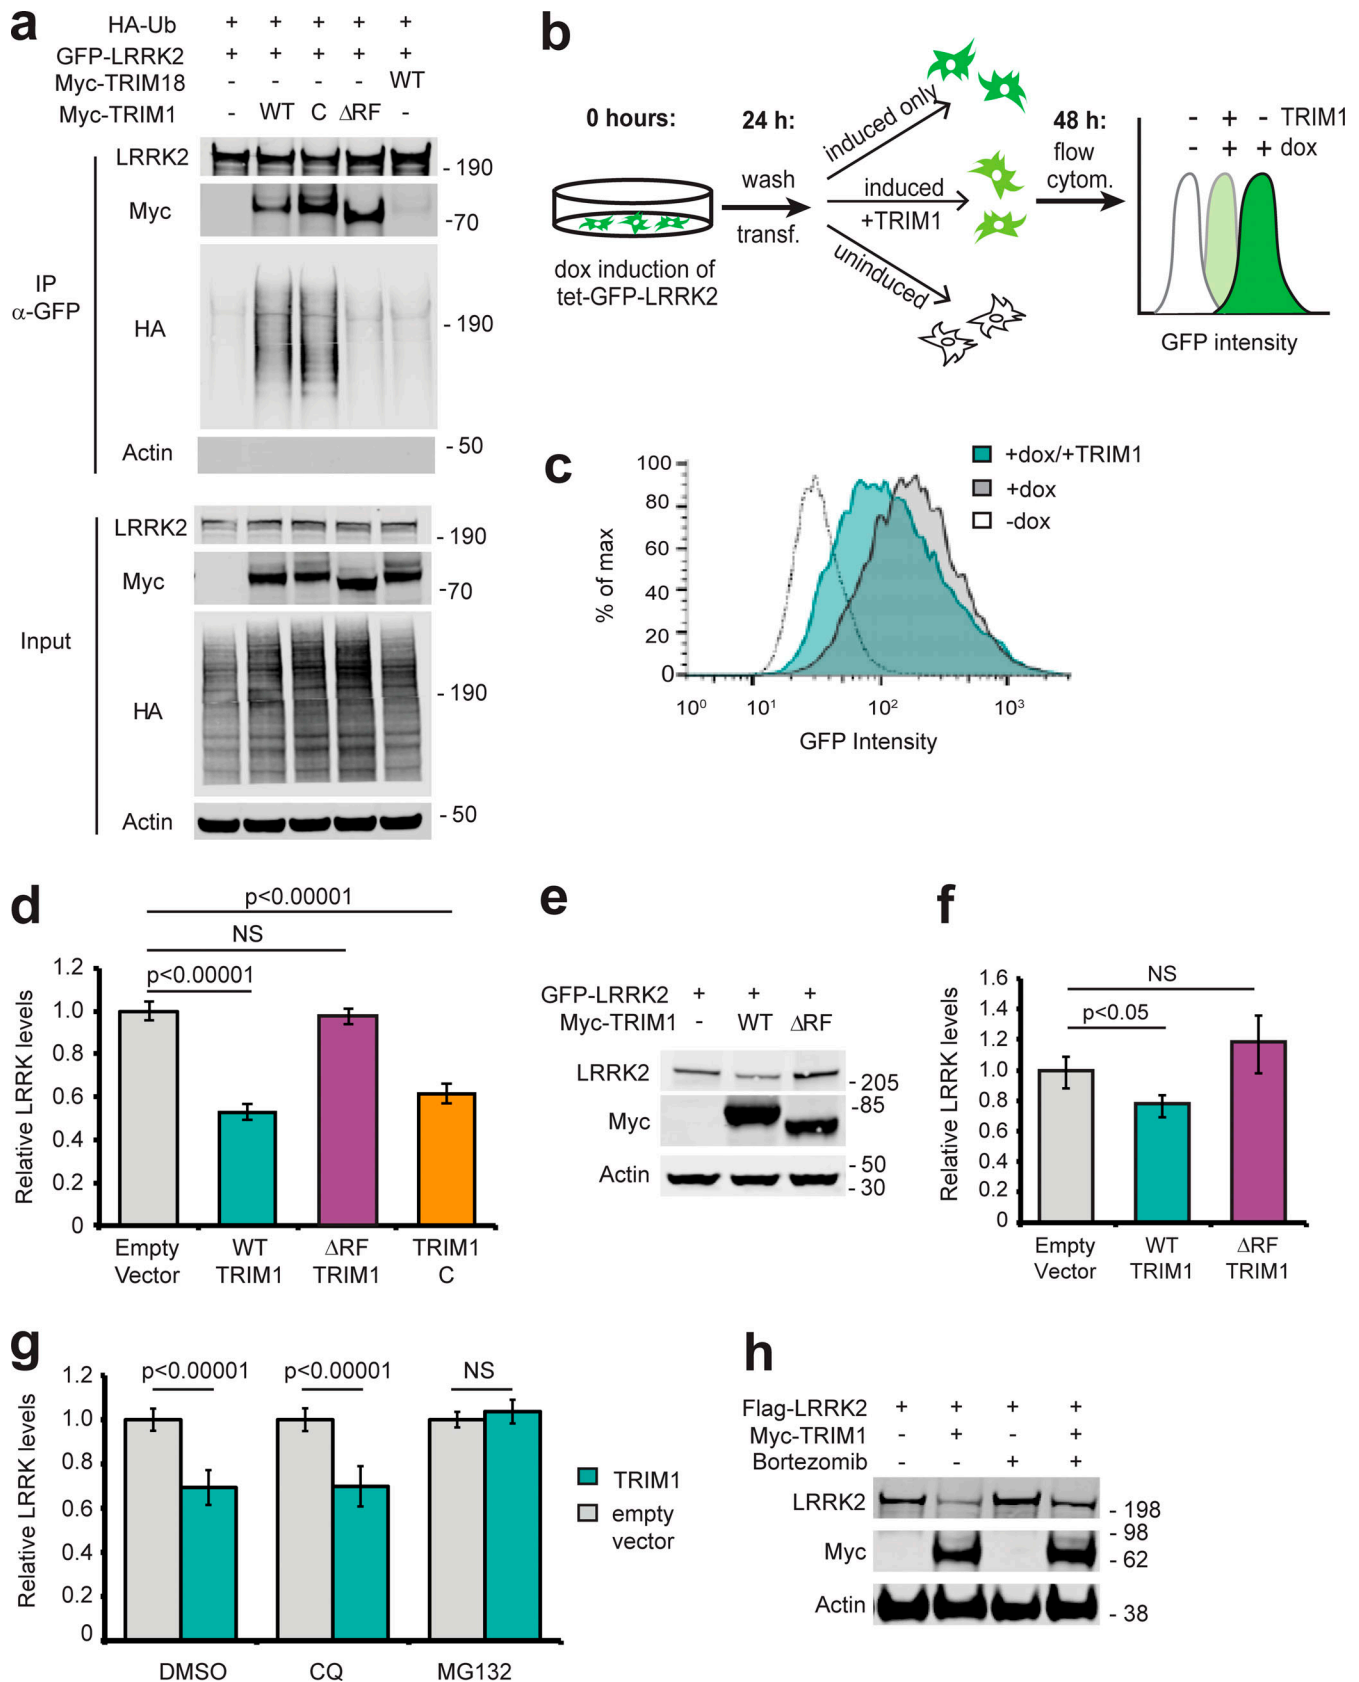 a
HA-Ub + + + + +
GFP-LRRK2 + + + + +
Myc-TRIM18 - - - - WT
Myc-TRIM1 - WT C ΔRF -
IP
α-GFP
LRRK2
- 190
Myc
- 70
HA
- 190
Actin
- 50
Input
LRRK2
- 190
Myc
-70
HA
- 190
Actin
- 50
b
0 hours:
dox induction of
tet-GFP-LRRK2
24 h:
wash
transf.
induced only
induced
+TRIM1
uninduced
48 h:
flow
cytom.
- + - TRIM1
- + + dox
GFP intensity
c
% of max
100
80
60
40
20
0
10⁰ 10¹ 10² 10³
GFP Intensity
+dox/+TRIM1
+dox
-dox
d
p<0.00001
NS
p<0.00001
Relative LRRK levels
1.2
1.0
0.8
0.6
0.4
0.2
0
Empty
Vector
WT
TRIM1
ΔRF
TRIM1
TRIM1
C
e
GFP-LRRK2 + + +
Myc-TRIM1 - WT ΔRF
LRRK2
- 205
Myc
-85
Actin
- 50
- 30
f
NS
p<0.05
Relative LRRK levels
1.6
1.4
1.2
1.0
0.8
0.6
0.4
0.2
0
Empty
Vector
WT
TRIM1
ΔRF
TRIM1
g
p<0.00001
p<0.00001
NS
Relative LRRK levels
1.2
1.0
0.8
0.6
0.4
0.2
0
DMSO
CQ
MG132
TRIM1
empty
vector
h
Flag-LRRK2 + + + +
Myc-TRIM1 - + - +
Bortezomib - - + +
LRRK2
- 198
Myc
- 98
- 62
Actin
- 38